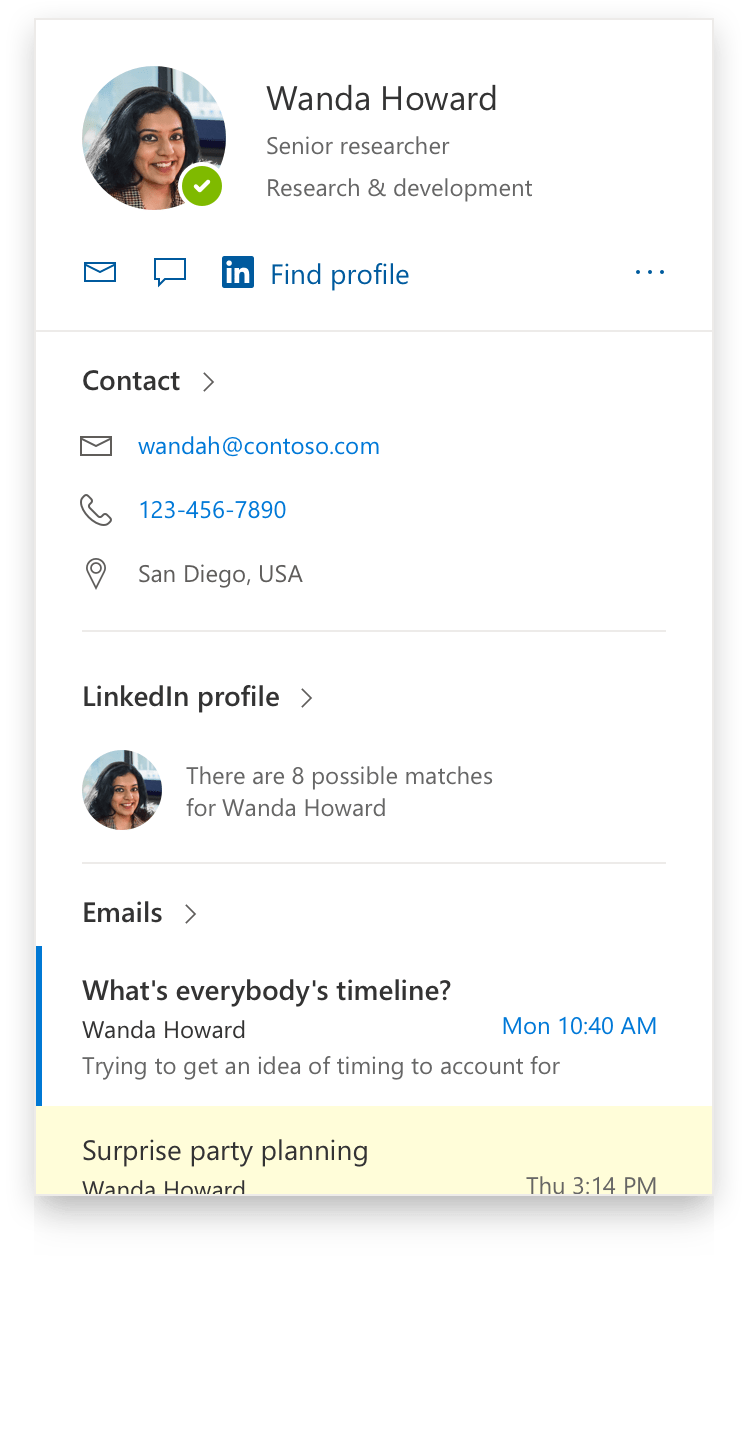 Wanda Howard
Senior researcher
Research & development
in Find profile
Contact
wandah@contoso.com
123-456-7890
San Diego, USA
LinkedIn profile
There are 8 possible matches
for Wanda Howard
Emails
What's everybody's timeline?
Wanda Howard Mon 10:40 AM
Trying to get an idea of timing to account for
Surprise party planning
Wanda Howard Thu 3:14 PM